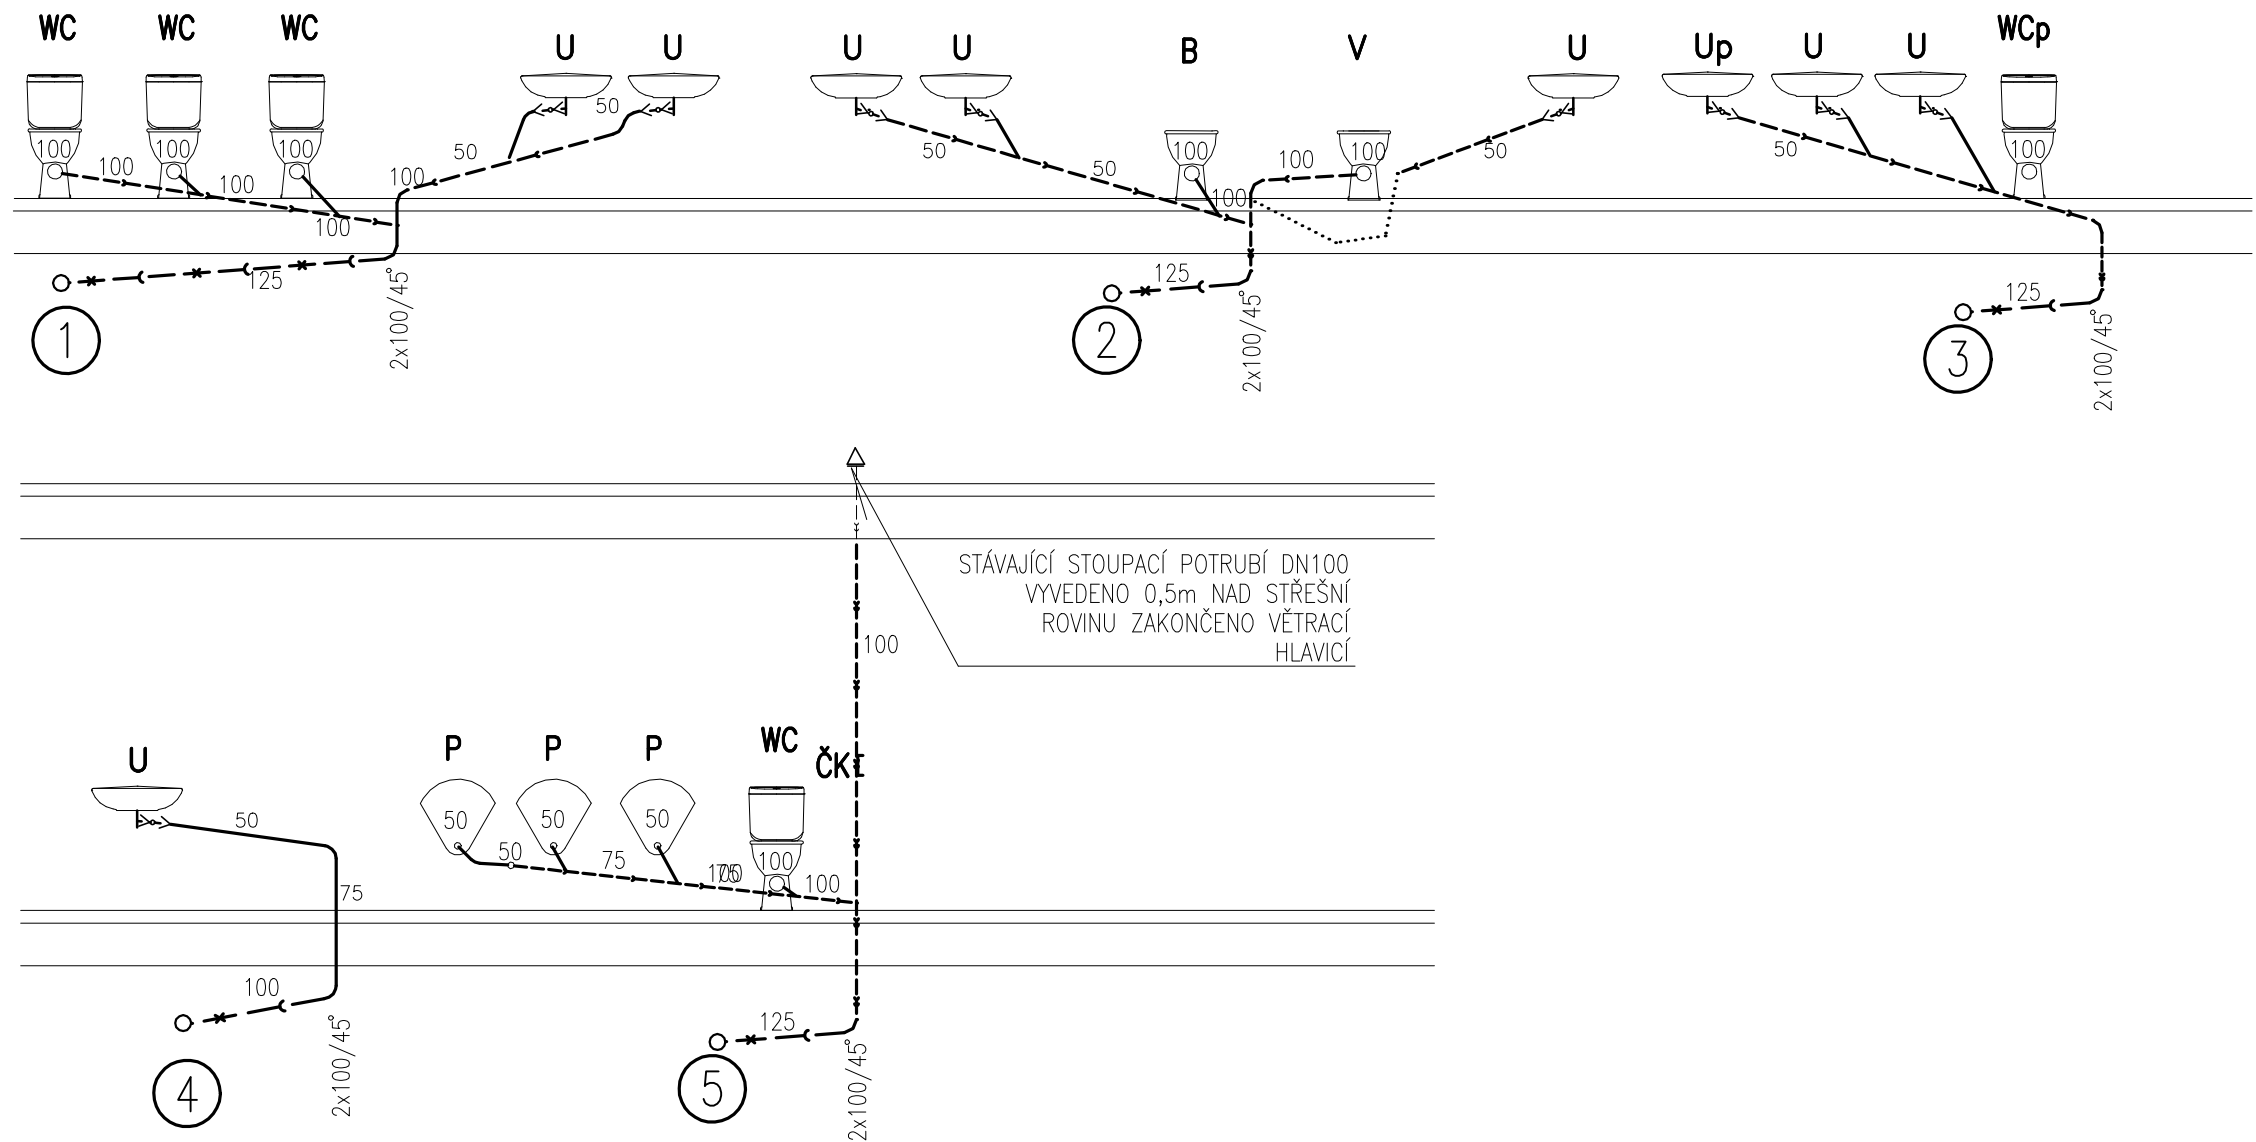 WC WC WC U U U U B V U Up U U WCp
50
100 100 100 50 50 100 100 100 50 100
100 100 100 50 50
100 100
125 125 125
2x100/45° 2x100/45° 2x100/45°
1 2 3
STÁVAJÍCÍ STOUPACÍ POTRUBÍ DN100
VYVEDENO 0,5m NAD STŘEŠNÍ
ROVINU ZAKONČENO VĚTRACÍ
HLAVICÍ
100
U P P P WC
50 50 50 50
50 75 100 100
75
100
125
2x100/45° 2x100/45°
4 5